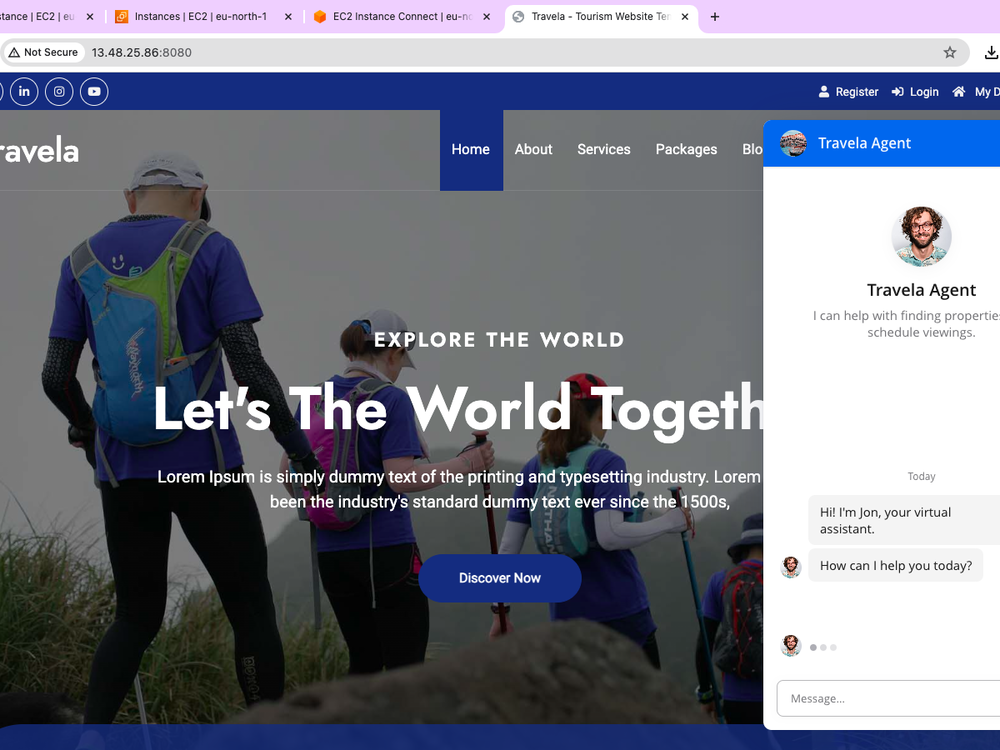 stance | EC2 | eu
Instances | EC2 | eu-north-1
EC2 Instance Connect | eu-no
Travela - Tourism Website Te
Not Secure
13.48.25.86:8080
in
Register
Login
My D
ravela
Home
About
Services
Packages
Blo
Travela Agent
Travela Agent
I can help with finding propertie
schedule viewings.
EXPLORE THE WORLD
Let's The World Togeth
Lorem Ipsum is simply dummy text of the printing and typesetting industry. Lorem
been the industry's standard dummy text ever since the 1500s,
Discover Now
Today
Hi! I'm Jon, your virtual
assistant.
How can I help you today?
Message...